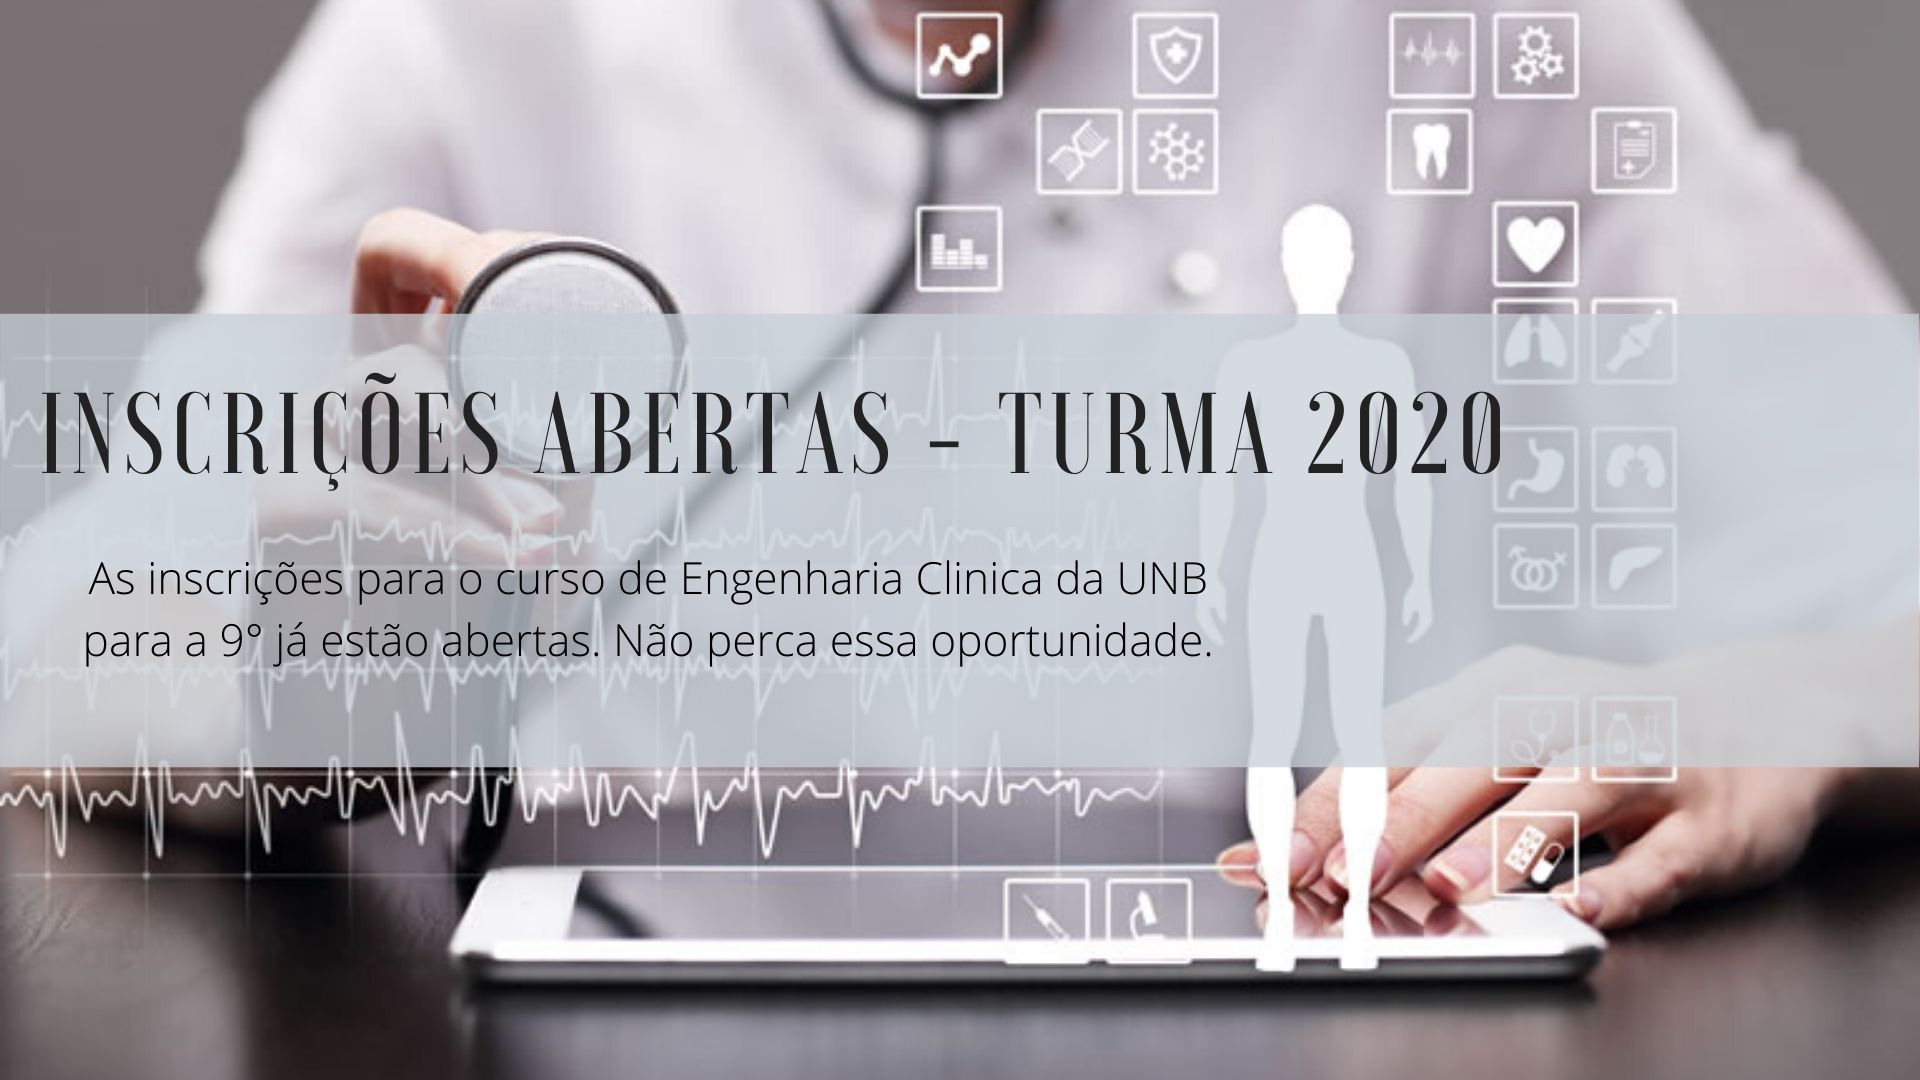 INSCRIÇÕES ABERTAS - TURMA 2020
As inscrições para o curso de Engenharia Clinica da UNB
para a 9° já estão abertas. Não perca essa oportunidade.